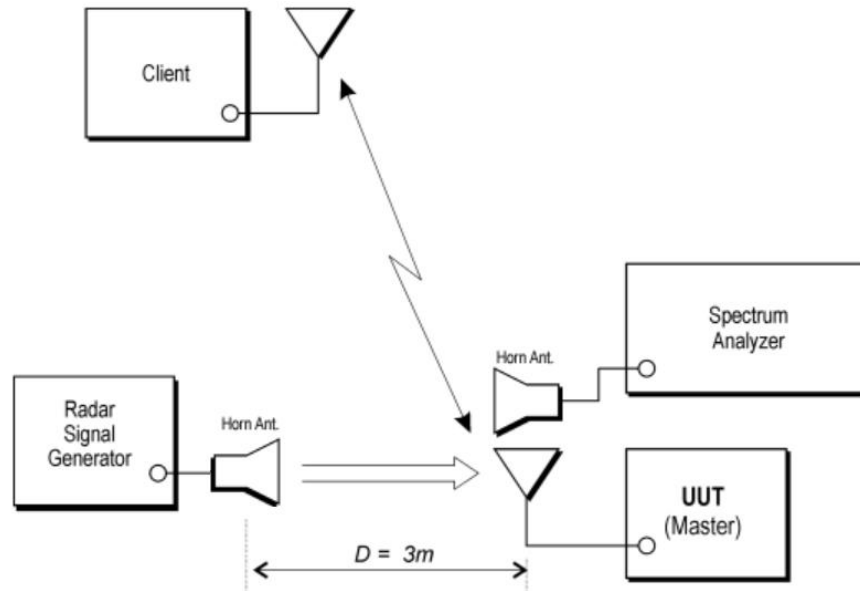 Client
Spectrum
Analyzer
Horn Ant.
Radar
Signal
Generator
Horn Ant.
UUT
(Master)
D = 3m